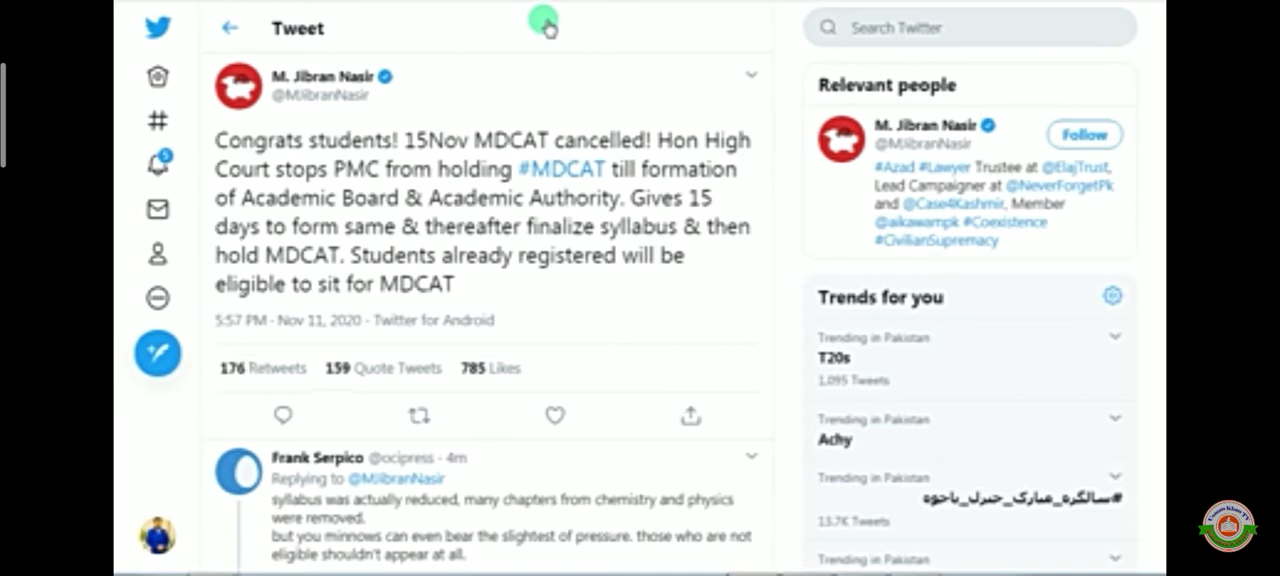 Tweet
M. Jibran Nasir
@MJibranNasir
Congrats students! 15Nov MDCAT cancelled! Hon High
Court stops PMC from holding #MDCAT till formation
of Academic Board & Academic Authority. Gives 15
days to form same & thereafter finalize syllabus & then
hold MDCAT. Students already registered will be
eligible to sit for MDCAT
5:57 PM · Nov 11, 2020 · Twitter for Android
176 Retweets 159 Quote Tweets 785 Likes
Frank Serpico @ocipress · 4m
Replying to @MJibranNasir
syllabus was actually reduced, many chapters from chemistry and physics
were removed.
but you minnows can even bear the slightest of pressure. those who are not
eligible shouldn't appear at all.
Search Twitter
Relevant people
M. Jibran Nasir
@MJibranNasir
Follow
#Azad #Lawyer Trustee at @ElajTrust,
Lead Campaigner at @NeverForgetPk
and @Case4Kashmir, Member
@aikawampk #Coexistence
#CivilianSupremacy
Trends for you
Trending in Pakistan
T20s
1,095 Tweets
Trending in Pakistan
Achy
Trending in Pakistan
#سالگرہ_مبارک_جنرل_باجوہ
13.7K Tweets
Trending in Pakistan